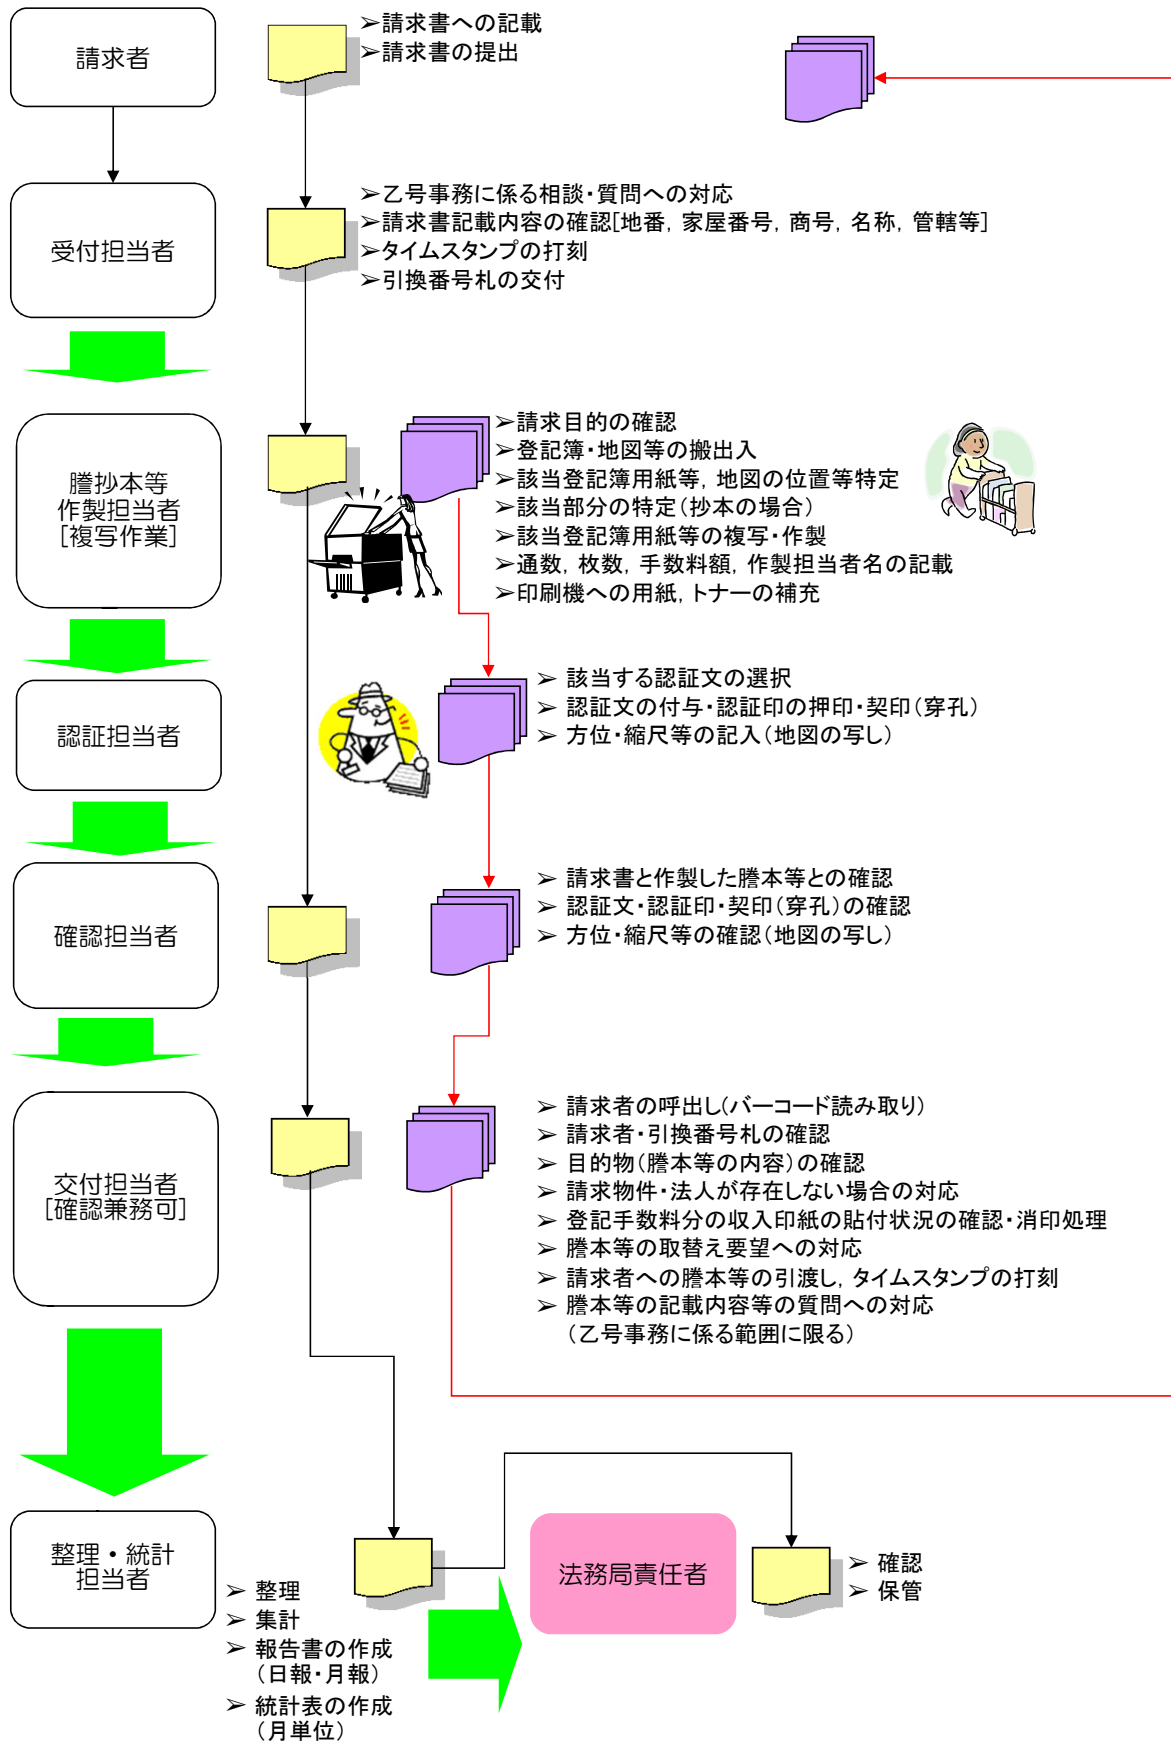 請求者
➢請求書への記載
➢請求書の提出
受付担当者
➢乙号事務に係る相談・質問への対応
➢請求書記載内容の確認[地番, 家屋番号, 商号, 名称, 管轄等]
➢タイムスタンプの打刻
➢引換番号札の交付
謄抄本等
作製担当者
[複写作業]
➢請求目的の確認
➢登記簿・地図等の搬出入
➢該当登記簿用紙等, 地図の位置等特定
➢該当部分の特定(抄本の場合)
➢該当登記簿用紙等の複写・作製
➢通数, 枚数, 手数料額, 作製担当者名の記載
➢印刷機への用紙, トナーの補充
認証担当者
➢ 該当する認証文の選択
➢ 認証文の付与・認証印の押印・契印(穿孔)
➢ 方位・縮尺等の記入(地図の写し)
確認担当者
➢ 請求書と作製した謄本等との確認
➢ 認証文・認証印・契印(穿孔)の確認
➢ 方位・縮尺等の確認(地図の写し)
交付担当者
[確認兼務可]
➢ 請求者の呼出し(バーコード読み取り)
➢ 請求者・引換番号札の確認
➢ 目的物(謄本等の内容)の確認
➢ 請求物件・法人が存在しない場合の対応
➢ 登記手数料分の収入印紙の貼付状況の確認・消印処理
➢ 謄本等の取替え要望への対応
➢ 請求者への謄本等の引渡し, タイムスタンプの打刻
➢ 謄本等の記載内容等の質問への対応
(乙号事務に係る範囲に限る)
整理・統計
担当者
➢ 整理
➢ 集計
➢ 報告書の作成
(日報・月報)
➢ 統計表の作成
(月単位)
法務局責任者
➢ 確認
➢ 保管